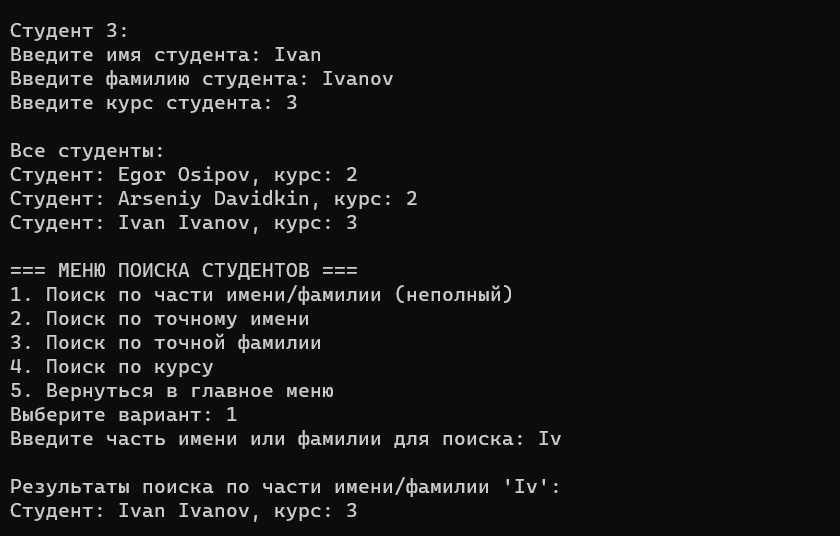 Студент 3:
Введите имя студента: Ivan
Введите фамилию студента: Ivanov
Введите курс студента: 3
Все студенты:
Студент: Egor Osipov, курс: 2
Студент: Arseniy Davidkin, курс: 2
Студент: Ivan Ivanov, курс: 3
=== МЕНЮ ПОИСКА СТУДЕНТОВ ===
1. Поиск по части имени/фамилии (неполный)
2. Поиск по точному имени
3. Поиск по точной фамилии
4. Поиск по курсу
5. Вернуться в главное меню
Выберите вариант: 1
Введите часть имени или фамилии для поиска: Iv
Результаты поиска по части имени/фамилии 'Iv':
Студент: Ivan Ivanov, курс: 3